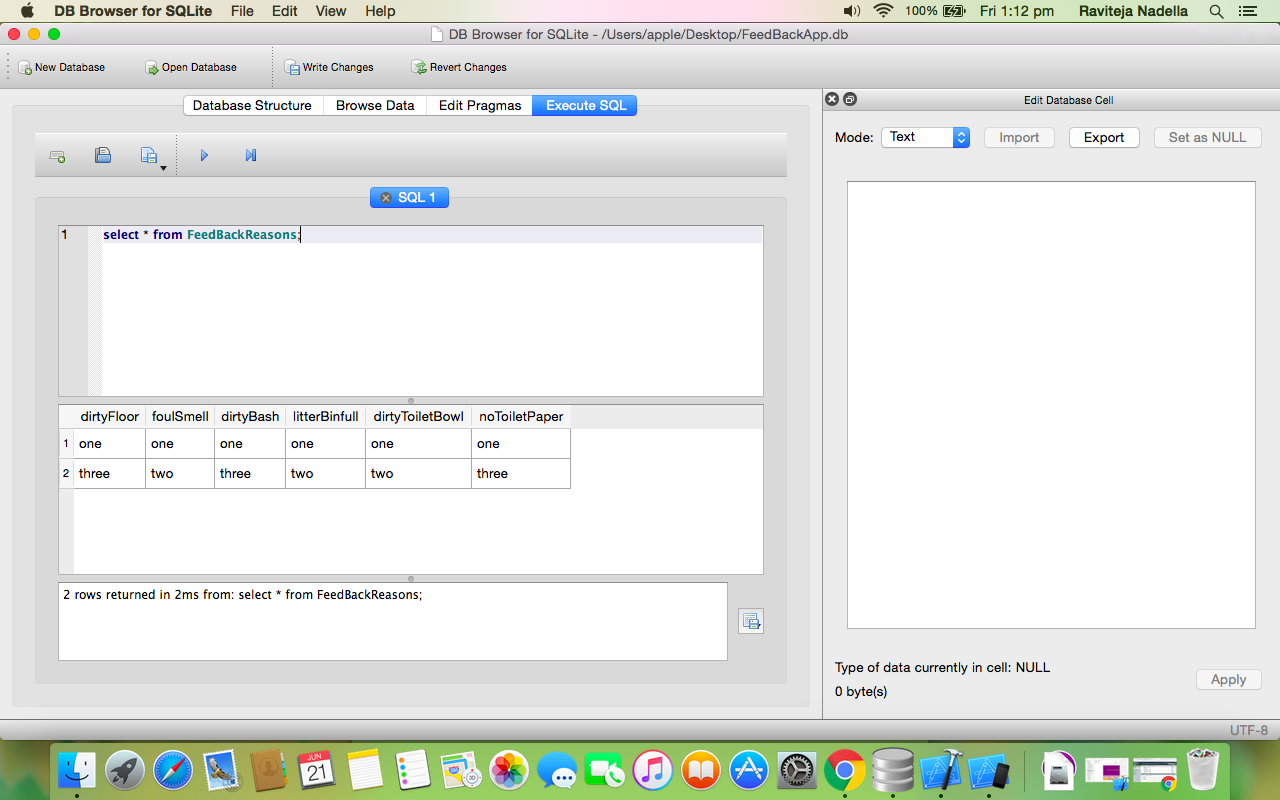 DB Browser for SQLite File Edit View Help 100% Fri 1:12 pm Raviteja Nadella
DB Browser for SQLite - /Users/apple/Desktop/FeedBackApp.db
New Database Open Database Write Changes Revert Changes
Database Structure Browse Data Edit Pragmas Execute SQL
SQL 1
1 select * from FeedBackReasons;
dirtyFloor foulSmell dirtyBash litterBinfull dirtyToiletBowl noToiletPaper
1 one one one one one one
2 three two three two two three
2 rows returned in 2ms from: select * from FeedBackReasons;
Edit Database Cell
Mode: Text Import Export Set as NULL
Type of data currently in cell: NULL
0 byte(s)
Apply
UTF-8
JUN
21